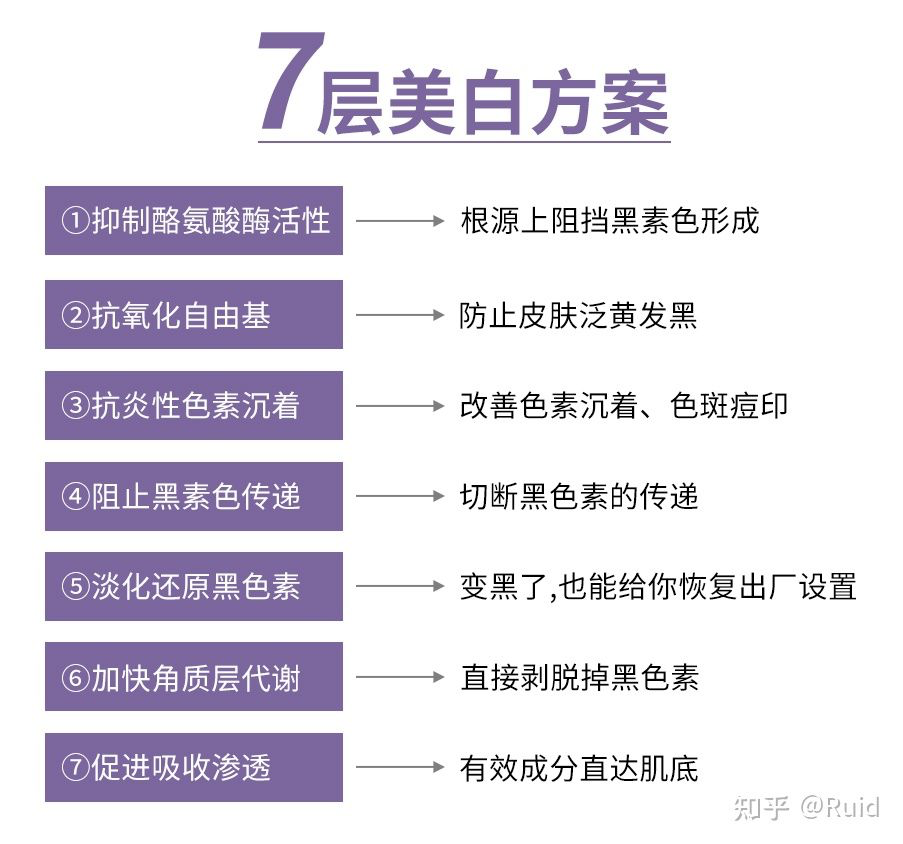 7层美白方案
①抑制酪氨酸酶活性 根源上阻挡黑素色形成
②抗氧化自由基 防止皮肤泛黄发黑
③抗炎性色素沉着 改善色素沉着、色斑痘印
④阻止黑素色传递 切断黑色素的传递
⑤淡化还原黑色素 变黑了,也能给你恢复出厂设置
⑥加快角质层代谢 直接剥脱掉黑色素
⑦促进吸收渗透 有效成分直达肌底
知乎 @Ruid